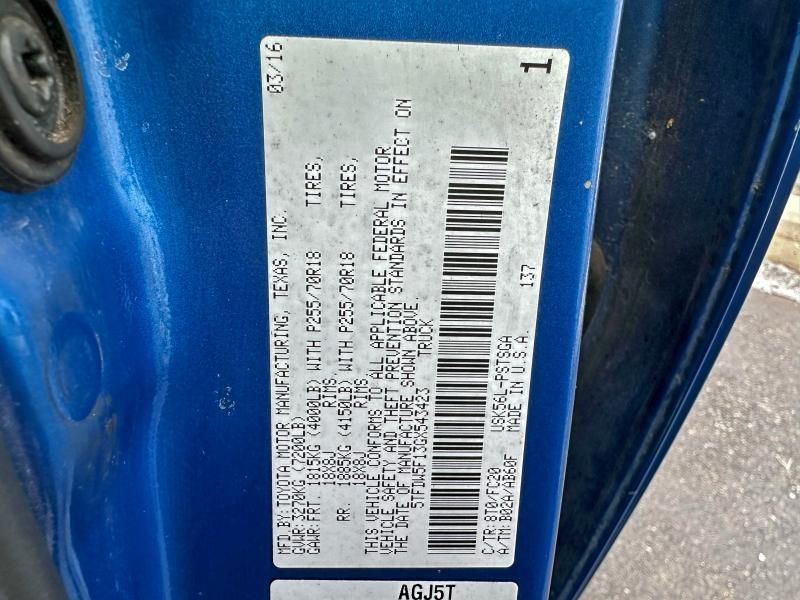 MFD.BY:TOYOTA MOTOR MANUFACTURING, TEXAS, INC. 03/16
GVWR:3270KG (7200LB)
GAWR:FRT. 1815KG (4000LB) WITH P255/70R18 TIRES,
18X8J RIMS
RR. 1885KG (4150LB) WITH P255/70R18 TIRES,
18X8J RIMS
THIS VEHICLE CONFORMS TO ALL APPLICABLE FEDERAL MOTOR
VEHICLE SAFETY AND THEFT PREVENTION STANDARDS IN EFFECT ON
THE DATE OF MANUFACTURE SHOWN ABOVE.
5TFDW5F13GX543423 TRUCK
C/TR:8T0/FC20 USK56L-PSTSGA
A/TM:B02A/AB60F MADE IN U.S.A. 137
1
AGJ5T